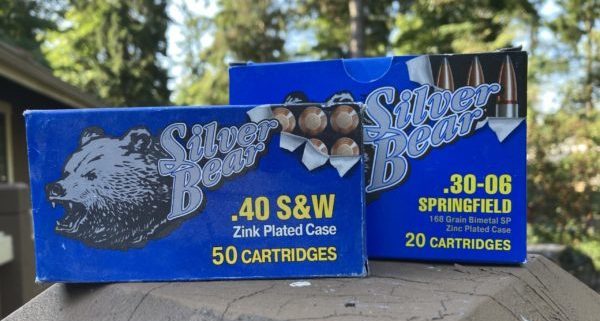 Silver
Bear
.40 S&W
Zink Plated Case
50 CARTRIDGES
Silver
Bear
.30-06
SPRINGFIELD
168 Grain Bimetal SP
Zinc Plated Case
20 CARTRIDGES